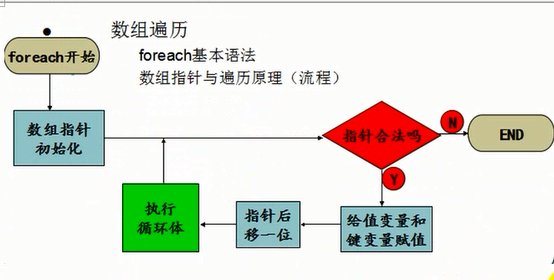 数组遍历
foreach基本语法
数组指针与遍历原理（流程）
foreach开始
数组指针
初始化
指针合法吗
N
END
Y
给值变量和
键变量赋值
指针后
移一位
执行
循环体